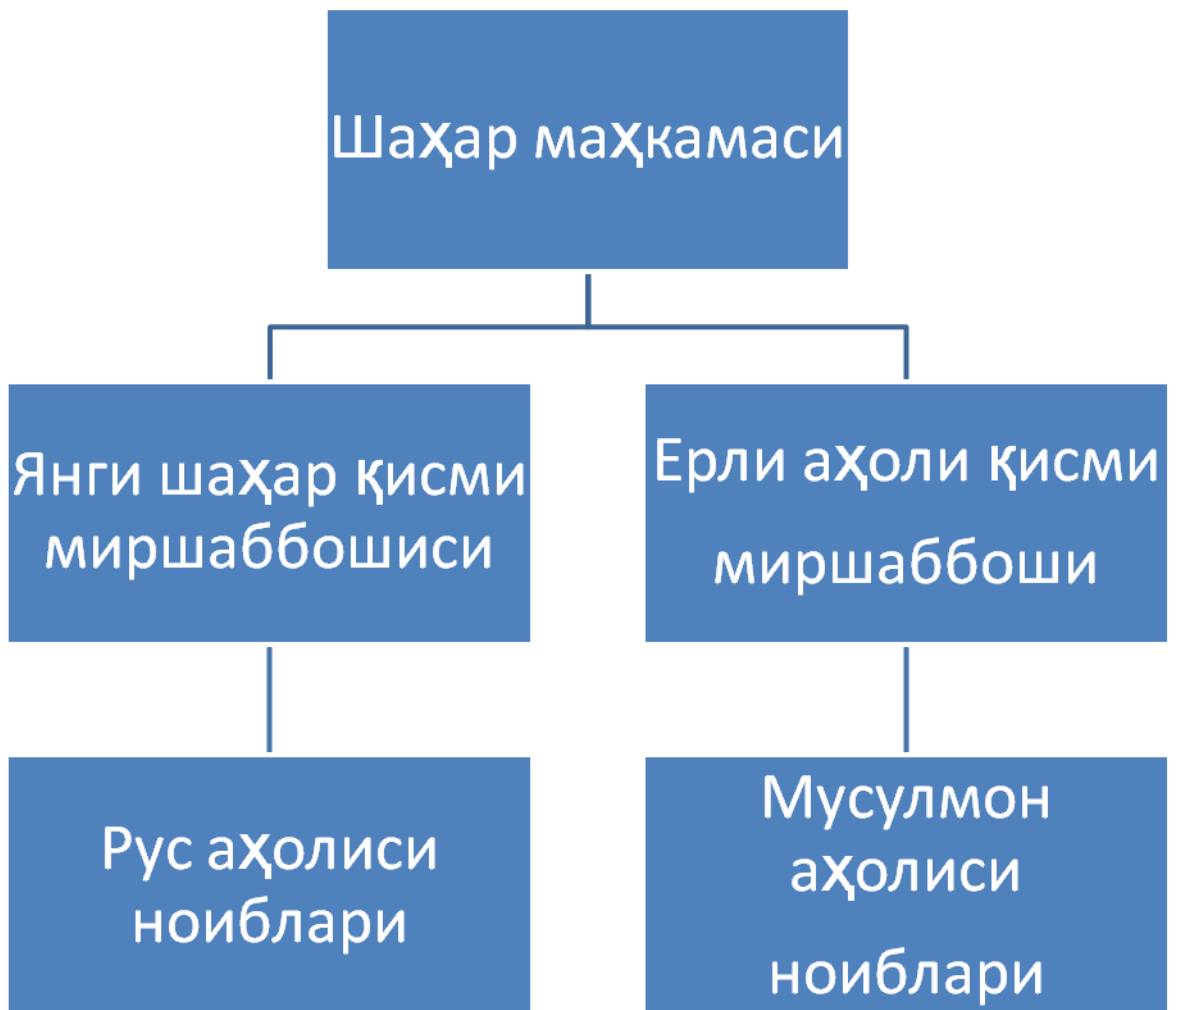 Шаҳар маҳкамаси
Янги шаҳар қисми
миршаббошиси
Ерли аҳоли қисми
миршаббоши
Рус аҳолиси
ноиблари
Мусулмон
аҳолиси
ноиблари